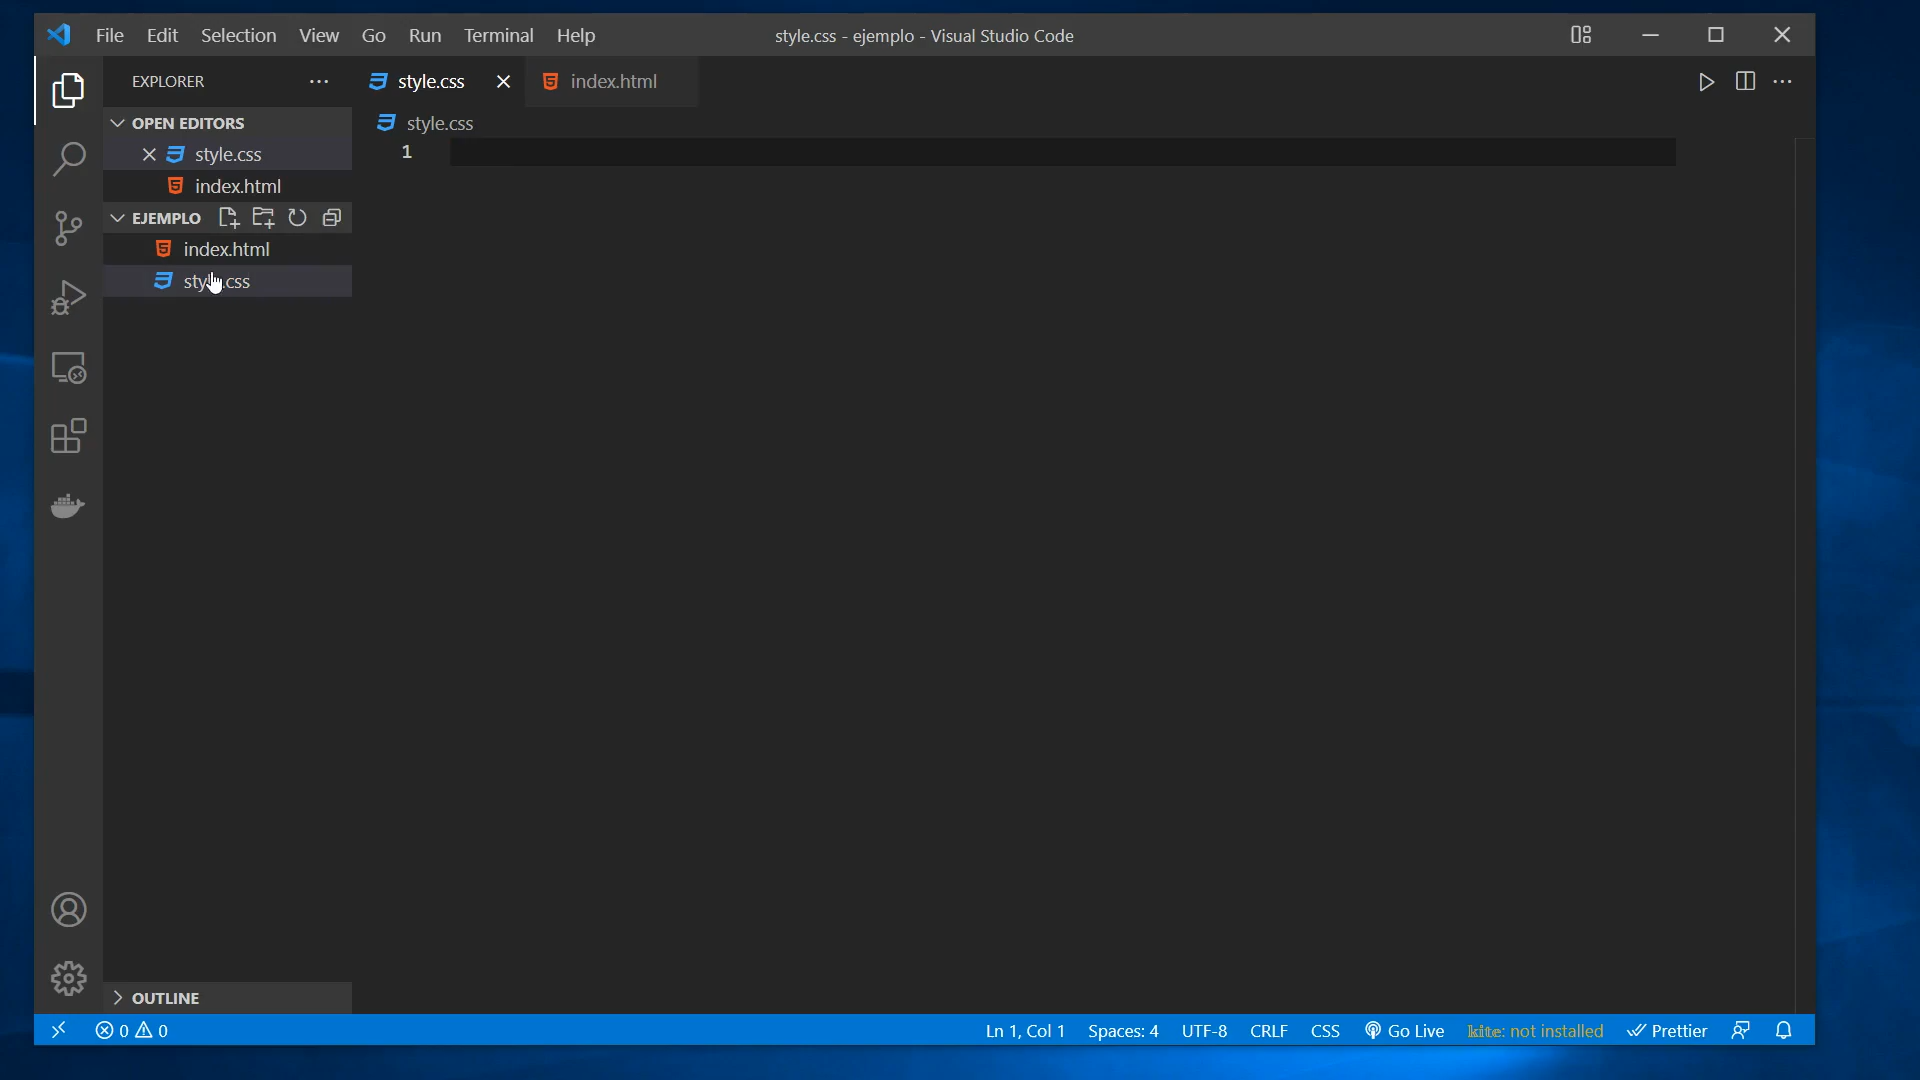 File Edit Selection View Go Run Terminal Help style.css - ejemplo - Visual Studio Code
EXPLORER
style.css
index.html
OPEN EDITORS
style.css
style.css
1
index.html
EJEMPLO
index.html
OUTLINE
0 0 Ln 1, Col 1 Spaces: 4 UTF-8 CRLF CSS Go Live kite: not installed Prettier